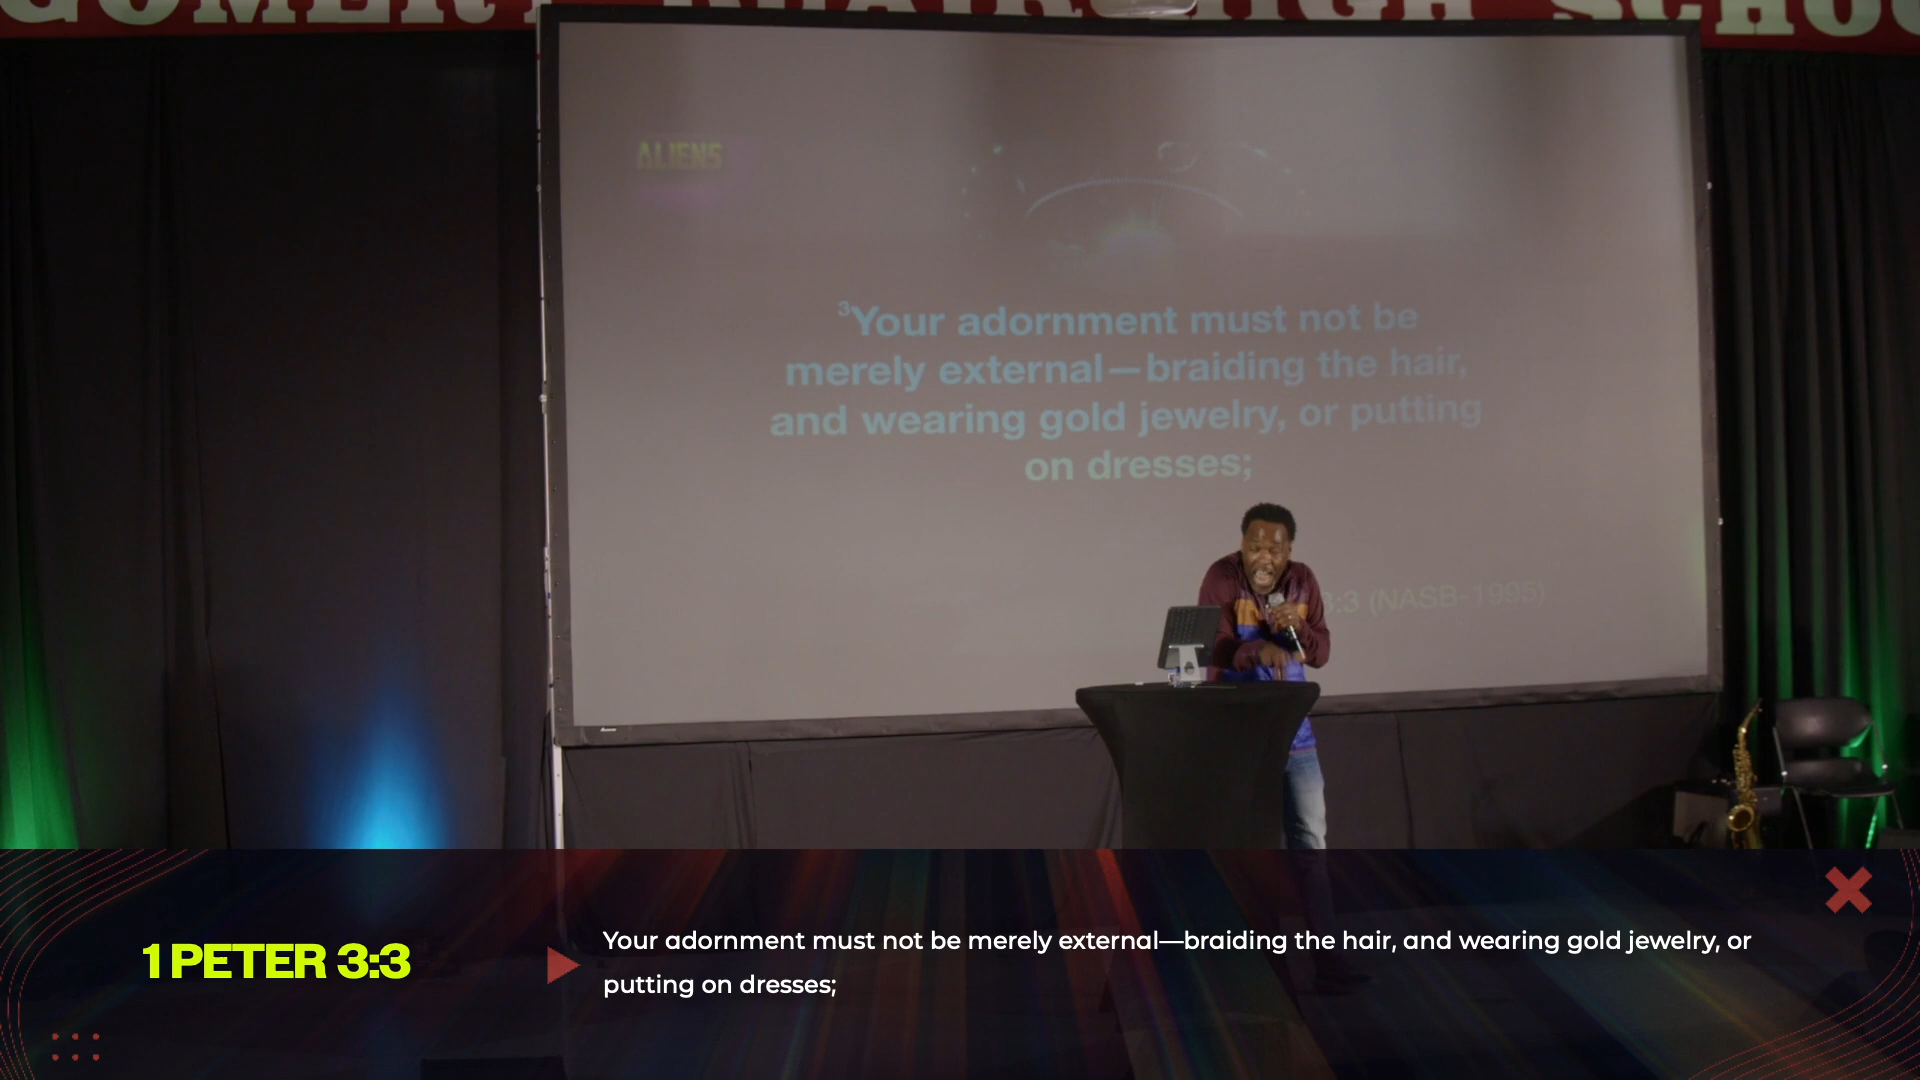 ALIENS
³Your adornment must not be
merely external—braiding the hair,
and wearing gold jewelry, or putting
on dresses;
3:3 (NASB-1995)
1 PETER 3:3
Your adornment must not be merely external—braiding the hair, and wearing gold jewelry, or
putting on dresses;